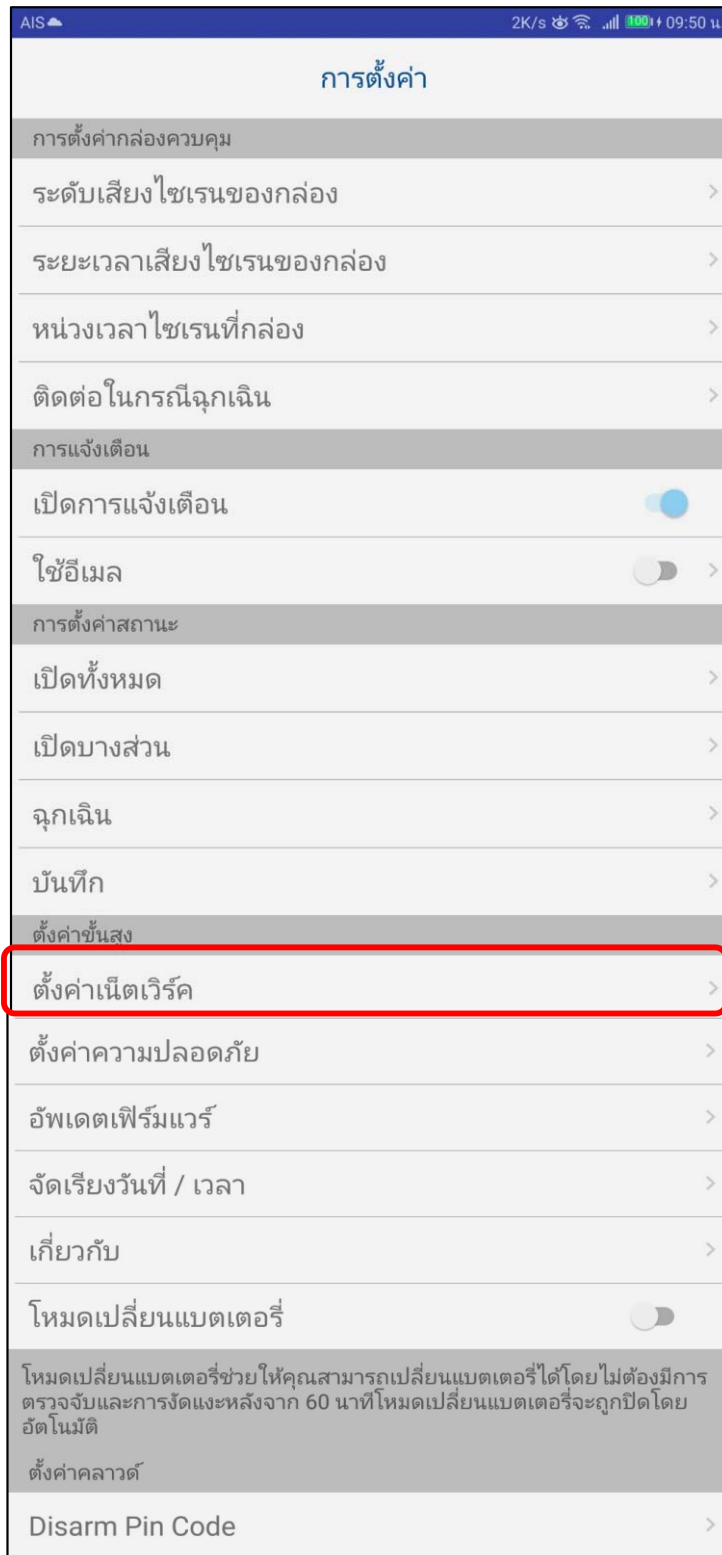 AIS 2K/s 100 09:50 น
การตั้งค่า
การตั้งค่ากล่องควบคุม
ระดับเสียงไซเรนของกล่อง
ระยะเวลาเสียงไซเรนของกล่อง
หน่วงเวลาไซเรนที่กล่อง
ติดต่อในกรณีฉุกเฉิน
การแจ้งเตือน
เปิดการแจ้งเตือน
ใช้อีเมล
การตั้งค่าสถานะ
เปิดทั้งหมด
เปิดบางส่วน
ฉุกเฉิน
บันทึก
ตั้งค่าขั้นสูง
ตั้งค่าเน็ตเวิร์ค
ตั้งค่าความปลอดภัย
อัพเดตเฟิร์มแวร์
จัดเรียงวันที่ / เวลา
เกี่ยวกับ
โหมดเปลี่ยนแบตเตอรี่
โหมดเปลี่ยนแบตเตอรี่ช่วยให้คุณสามารถเปลี่ยนแบตเตอรี่ได้โดยไม่ต้องมีการ
ตรวจจับและการงัดแงะหลังจาก 60 นาทีโหมดเปลี่ยนแบตเตอรี่จะถูกปิดโดย
อัตโนมัติ
ตั้งค่าคลาวด์
Disarm Pin Code